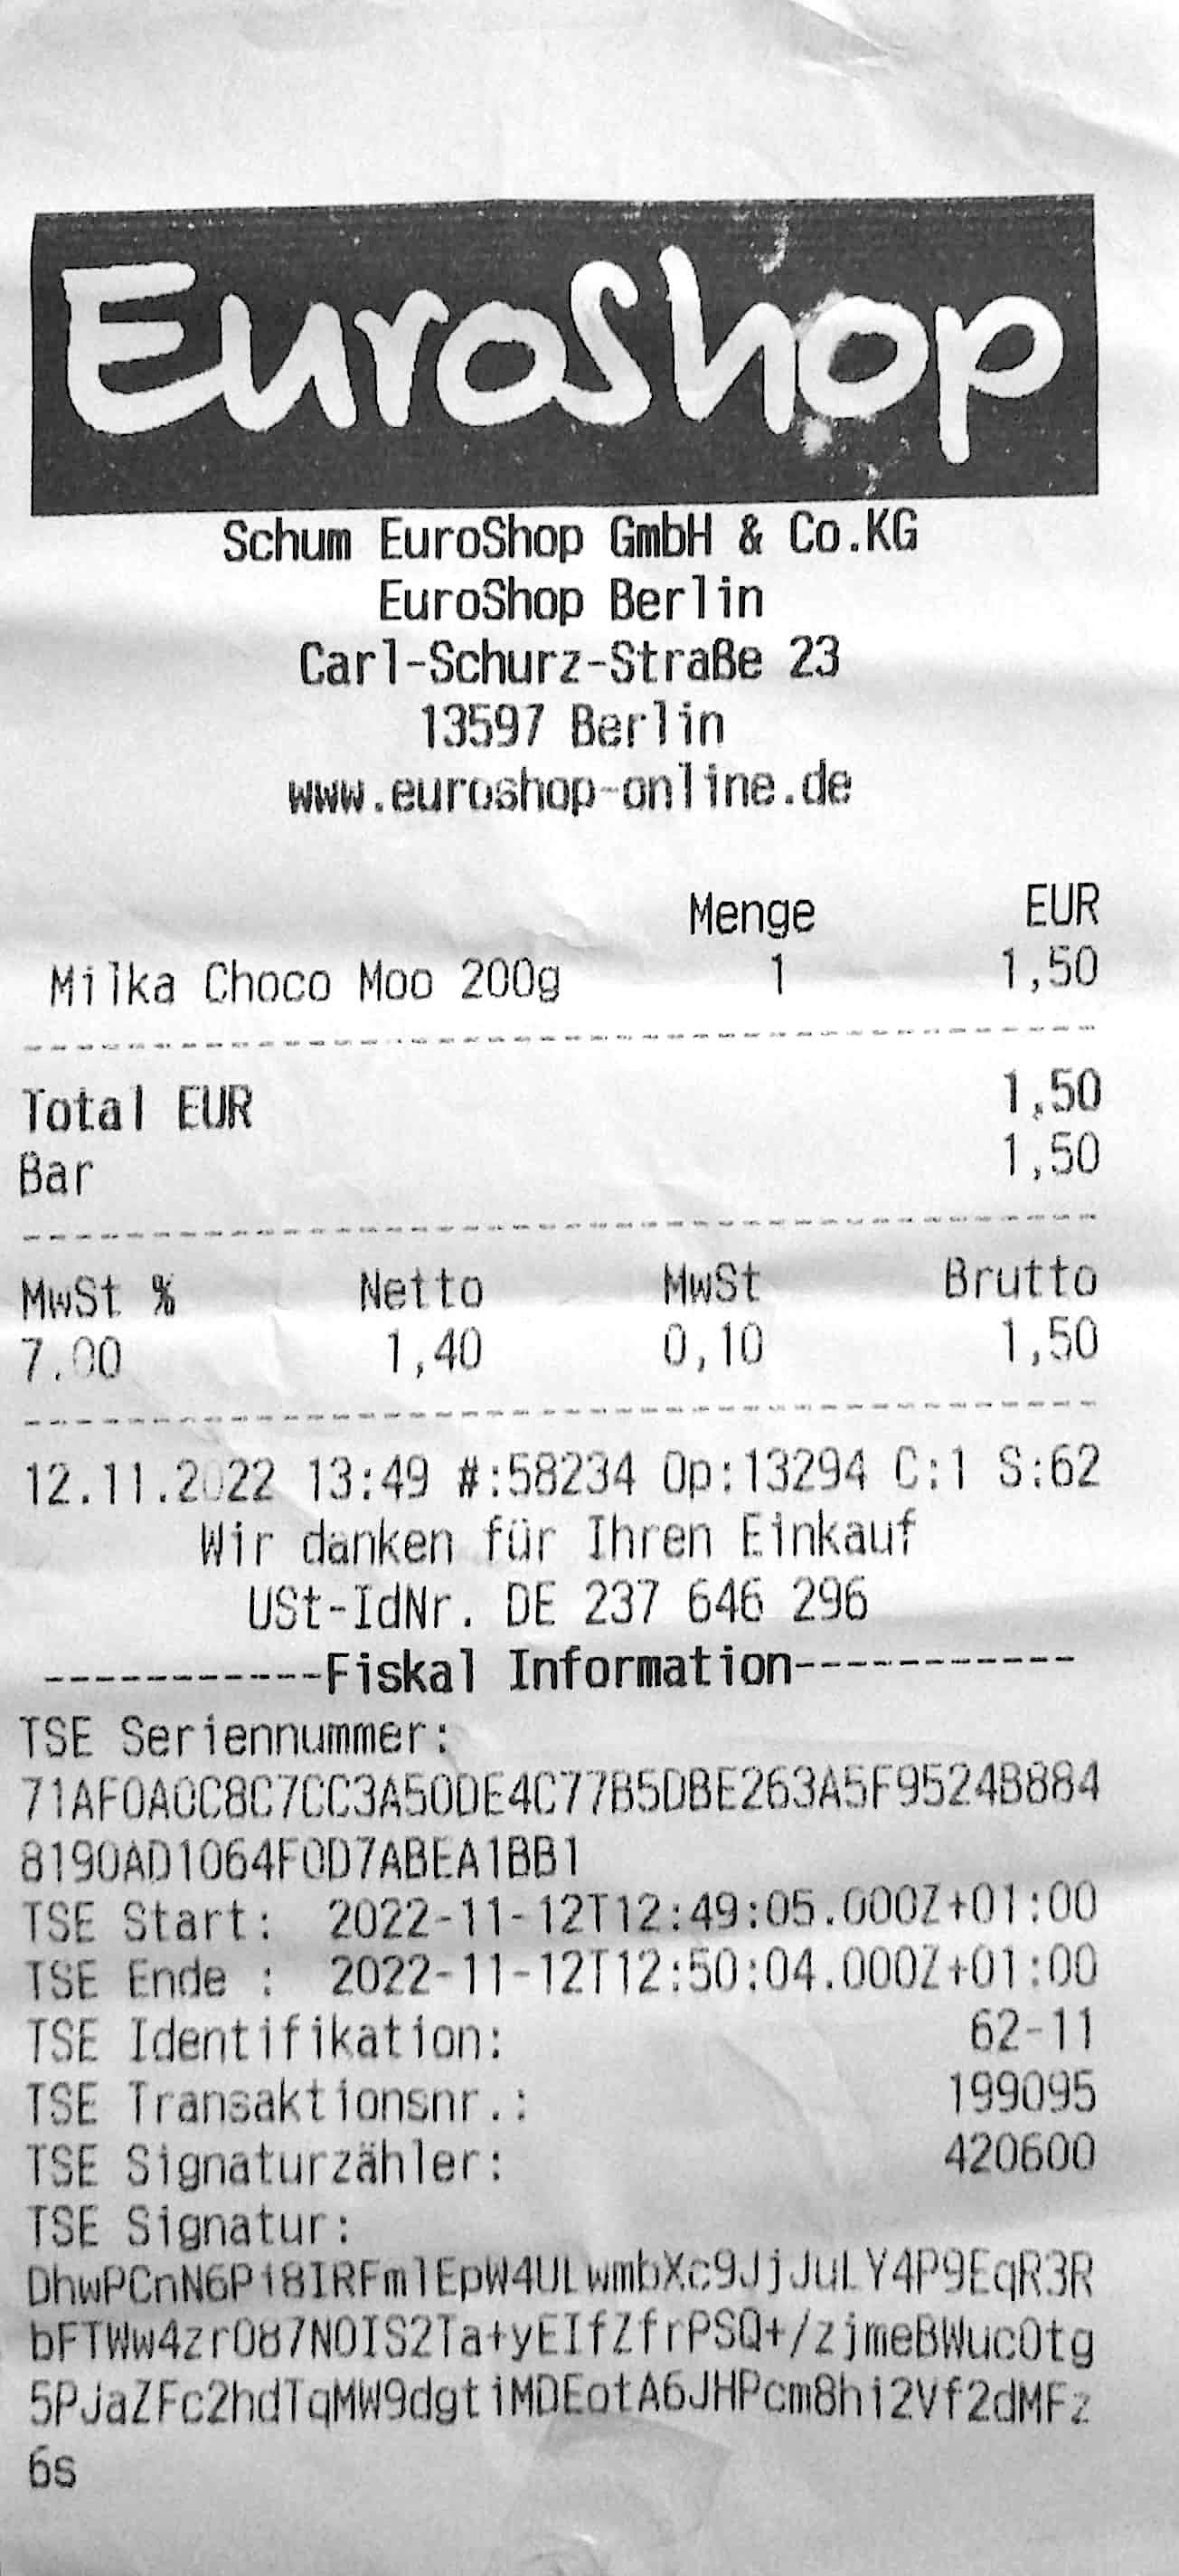 EuroShop
Schum EuroShop GmbH & Co.KG
EuroShop Berlin
Carl-Schurz-Straße 23
13597 Berlin
www.euroshop-online.de
Menge EUR
Milka Choco Moo 200g 1 1,50
Total EUR 1,50
Bar 1,50
MwSt % Netto MwSt Brutto
7.00 1,40 0,10 1,50
12.11.2022 13:49 #:58234 Op:13294 C:1 S:62
Wir danken für Ihren Einkauf
USt-IdNr. DE 237 646 296
-----------Fiskal Information-----------
TSE Seriennummer:
71AF0A0C8C7CC3A50DE4C77B5DBE263A5F9524B884
8190AD1064F0D7ABEA1BB1
TSE Start: 2022-11-12T12:49:05.000Z+01:00
TSE Ende : 2022-11-12T12:50:04.000Z+01:00
TSE Identifikation: 62-11
TSE Transaktionsnr.: 199095
TSE Signaturzähler: 420600
TSE Signatur:
DhwPCnN6Pi8IRFmlEpW4ULwmbXc9JjJuLY4P9EqR3R
bFTWw4zrO87NOIS2Ta+yEIfZfrPSQ+/zjmeBWucOtg
5PJaZFc2hdTqMW9dgtiMDEotA6JHPcm8hi2Vf2dMFz
6s